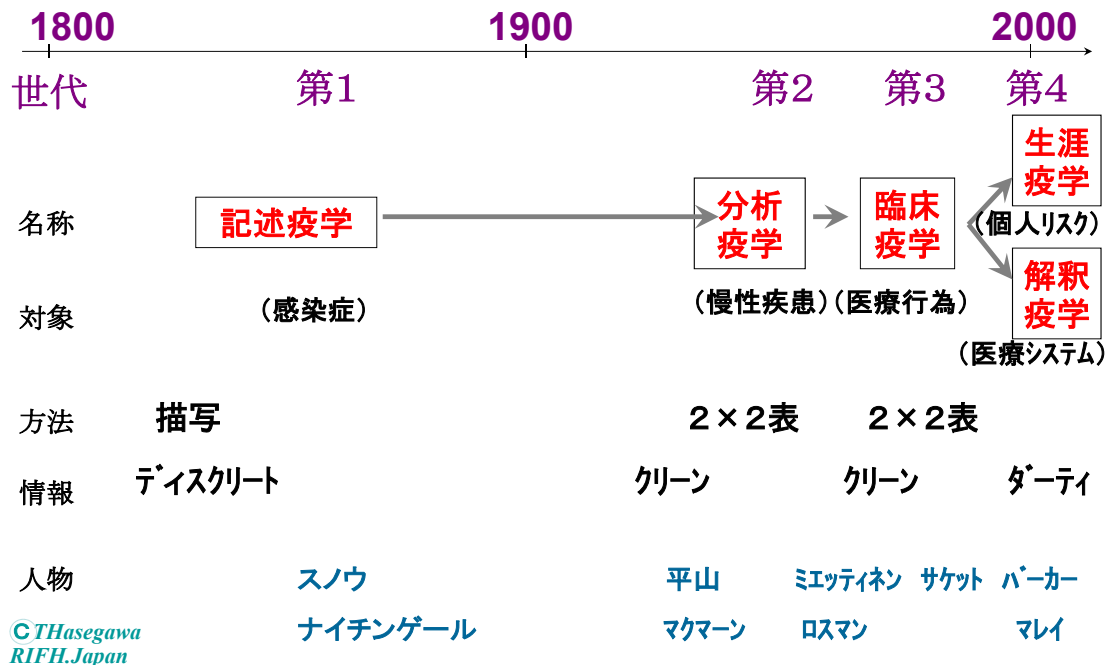 1800 1900 2000
世代 第1 第2 第3 第4
名称 記述疫学 分析疫学 臨床疫学 生涯疫学
(個人リスク)
解釈疫学
対象 (感染症) (慢性疾患) (医療行為)
(医療システム)
方法 描写 2×2表 2×2表
情報 ディスクリート クリーン クリーン ダーティ
人物 スノウ 平山 ミエッティネン サケット バーカー
ナイチンゲール マクマーン ロスマン マレイ
©THasegawa
RIFH.Japan